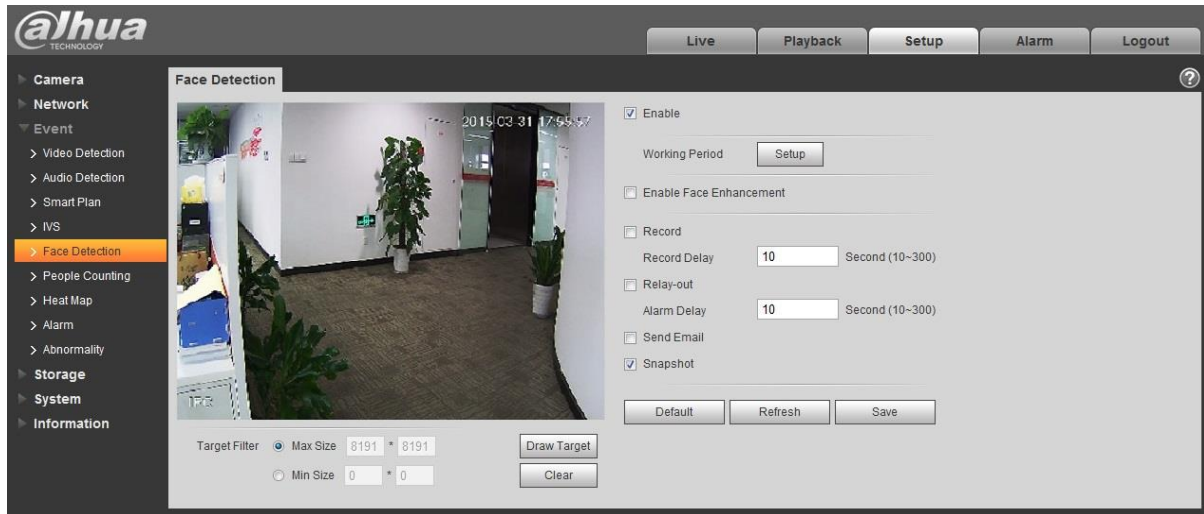 alhua
TECHNOLOGY
Live
Playback
Setup
Alarm
Logout
Camera
Network
Event
> Video Detection
> Audio Detection
> Smart Plan
> IVS
> Face Detection
> People Counting
> Heat Map
> Alarm
> Abnormality
Storage
System
Information
Face Detection
?
2015-03-31 17:55:57
IPC
Target Filter Max Size 8191 * 8191 Draw Target
Min Size 0 * 0 Clear
Enable
Working Period Setup
Enable Face Enhancement
Record
Record Delay 10 Second (10~300)
Relay-out
Alarm Delay 10 Second (10~300)
Send Email
Snapshot
Default Refresh Save